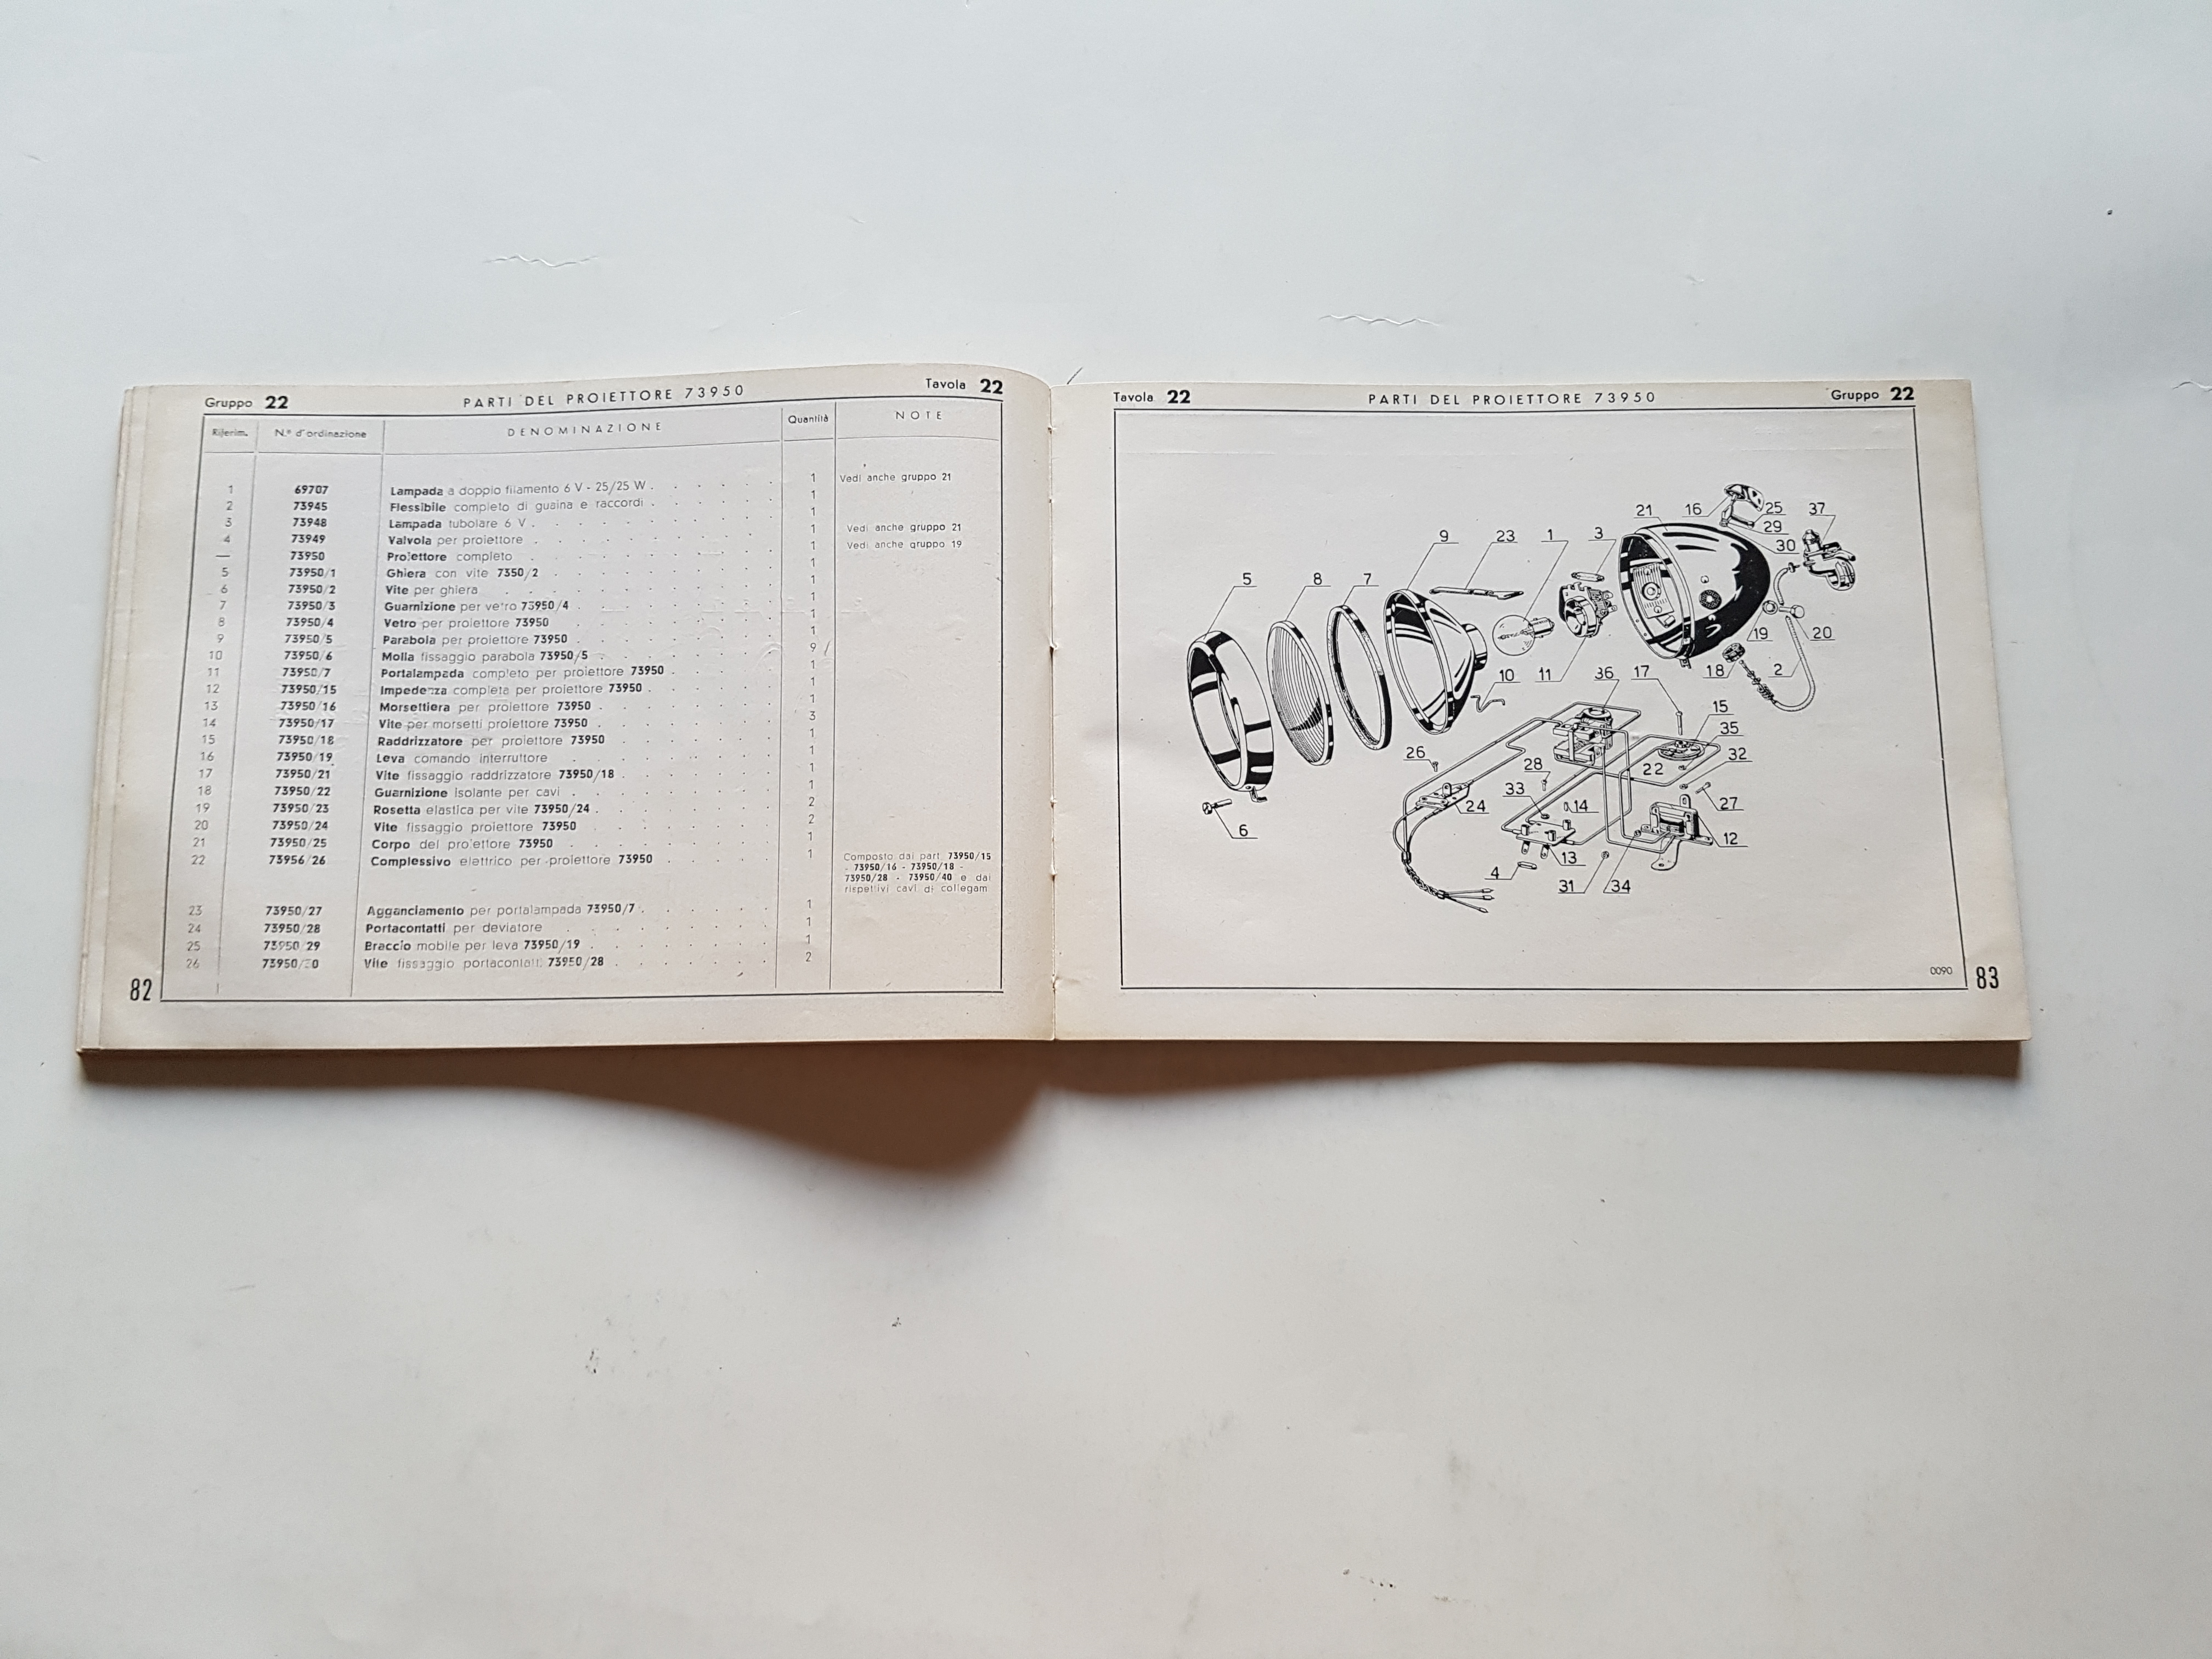 Gruppo 22 PARTI DEL PROIETTORE 73950 Tavola 22
Riferim. N.º d'ordinazione DENOMINAZIONE Quantità NOTE
1 69707 Lampada a doppio filamento 6 V - 25/25 W . 1 Vedi anche gruppo 21
2 73945 Flessibile completo di guaina e raccordi . 1
3 73948 Lampada tubolare 6 V . 1
4 73949 Valvola per proiettore . 1 Vedi anche gruppo 21
— 73950 Proiettore completo . 1 Vedi anche gruppo 19
5 73950/1 Ghiera con vite 7350/2 . 1
6 73950/2 Vite per ghiera . 1
7 73950/3 Guarnizione per vetro 73950/4 . 1
8 73950/4 Vetro per proiettore 73950 1
9 73950/5 Parabola per proiettore 73950 . 1
10 73950/6 Molla fissaggio parabola 73950/5 . 9
11 73950/7 Portalampada completo per proiettore 73950 . 1
12 73950/15 Impedenza completa per proiettore 73950 . 1
13 73950/16 Morsettiera per proiettore 73950 . 1
14 73950/17 Vite per morsetti proiettore 73950 . 3
15 73950/18 Raddrizzatore per proiettore 73950 1
16 73950/19 Leva comando interruttore . 1
17 73950/21 Vite fissaggio raddrizzatore 73950/18 . 1
18 73950/22 Guarnizione isolante per cavi . 1
19 73950/23 Rosetta elastica per vite 73950/24 . 2
20 73950/24 Vite fissaggio proiettore 73950 2
21 73950/25 Corpo del proiettore 73950 1
22 73956/26 Complessivo elettrico per proiettore 73950 1 Composto dai part. 73950/15
- 73950/16 - 73950/18 -
73950/28 - 73950/40 e dai
rispettivi cavi di collegam
23 73950/27 Agganciamento per portalampada 73950/7 . 1
24 73950/28 Portacontatti per deviatore 1
25 73950 29 Braccio mobile per leva 73950/19 . 1
26 73950/30 Vite fissaggio portacontatti 73950/28 . 2
82
Tavola 22 PARTI DEL PROIETTORE 73950 Gruppo 22
16
25
37
21
29
30
9
23
1
3
5
8
7
19
20
18
2
10
11
36
17
15
35
26
28
22
32
33
14
24
27
6
12
13
4
31
34
0090
83